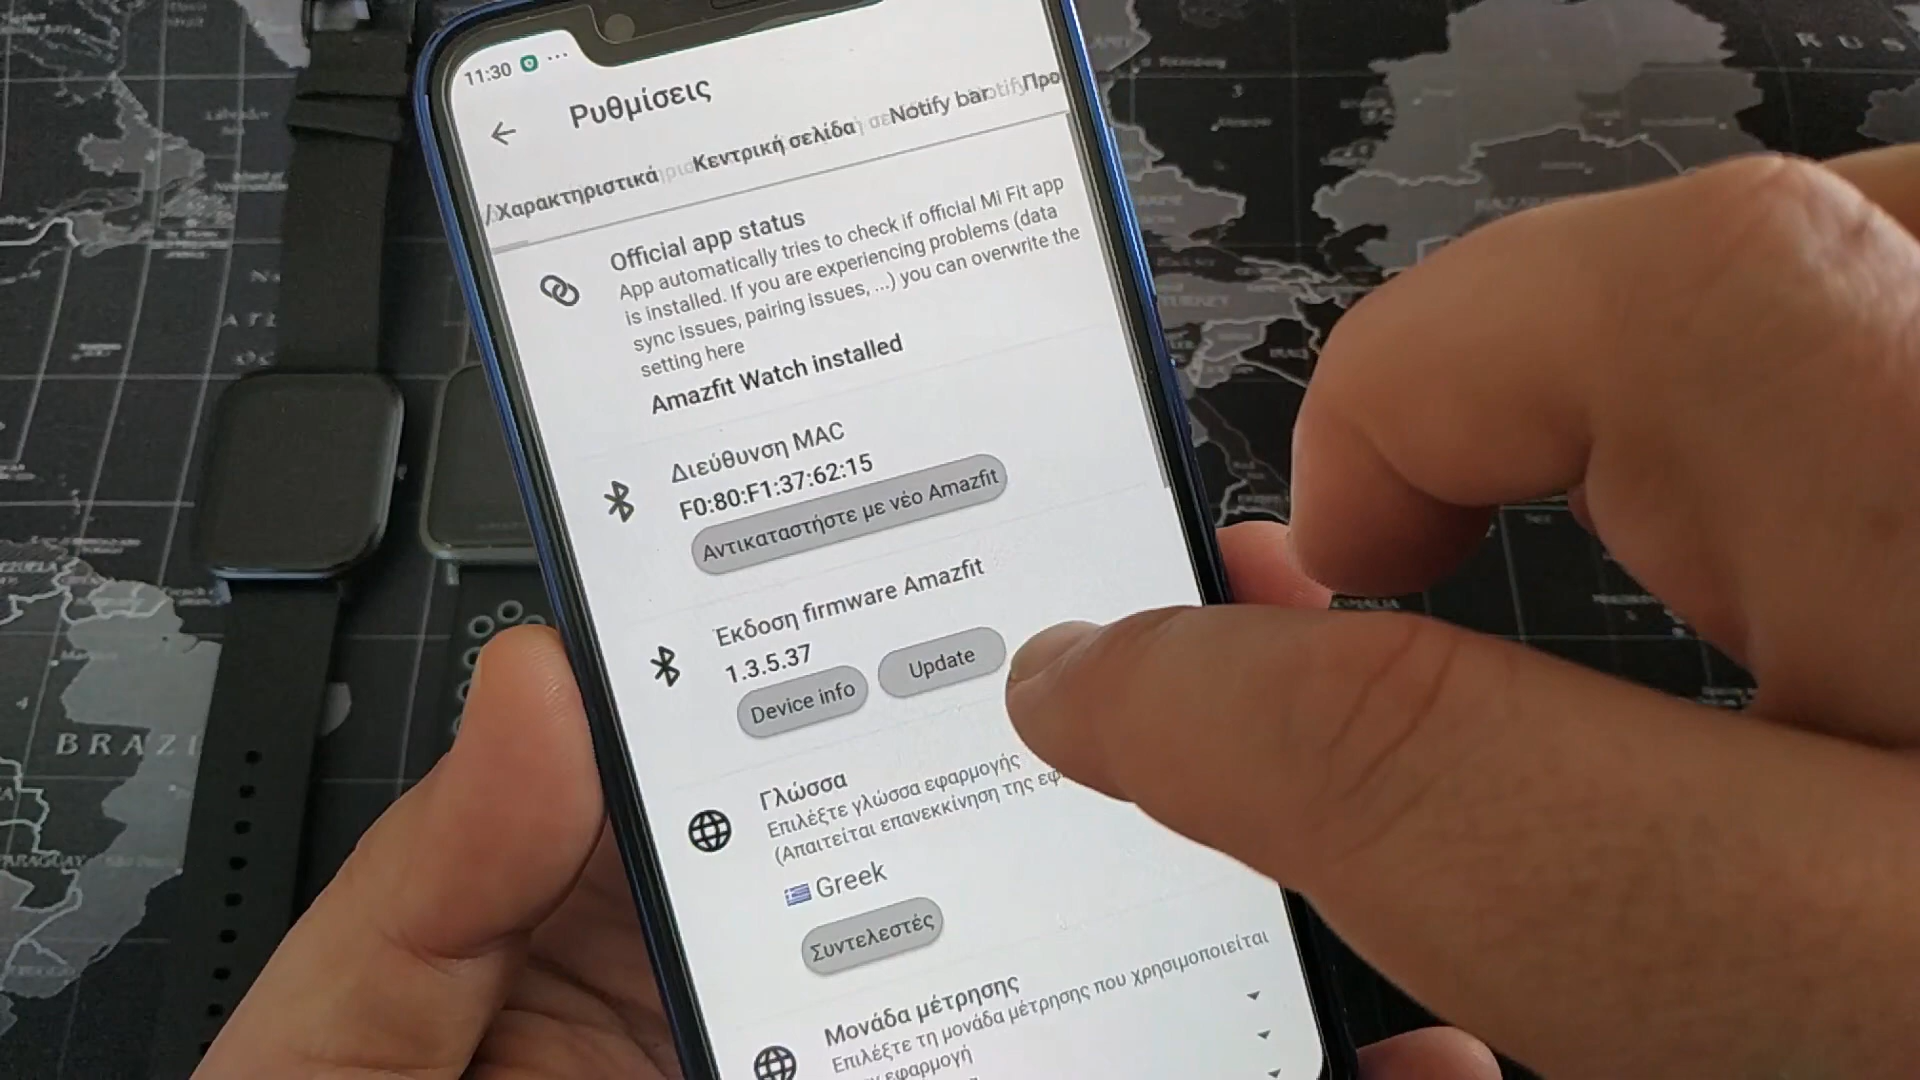 11:30
Ρυθμίσεις
Χαρακτηριστικά
Κεντρική σελίδα
Notify bar
Προ
Official app status
App automatically tries to check if official Mi Fit app
is installed. If you are experiencing problems (data
sync issues, pairing issues, ...) you can overwrite the
setting here
Amazfit Watch installed
Διεύθυνση MAC
F0:80:F1:37:62:15
Αντικαταστήστε με νέο Amazfit
Έκδοση firmware Amazfit
1.3.5.37
Device info
Update
Γλώσσα
Επιλέξτε γλώσσα εφαρμογής
(Απαιτείται επανεκκίνηση της εφ
Greek
Συντελεστές
Μονάδα μέτρησης
Επιλέξτε τη μονάδα μέτρησης που χρησιμοποιείται
εφαρμογή
BRAZI
RUS
TURKEY
IRAQ